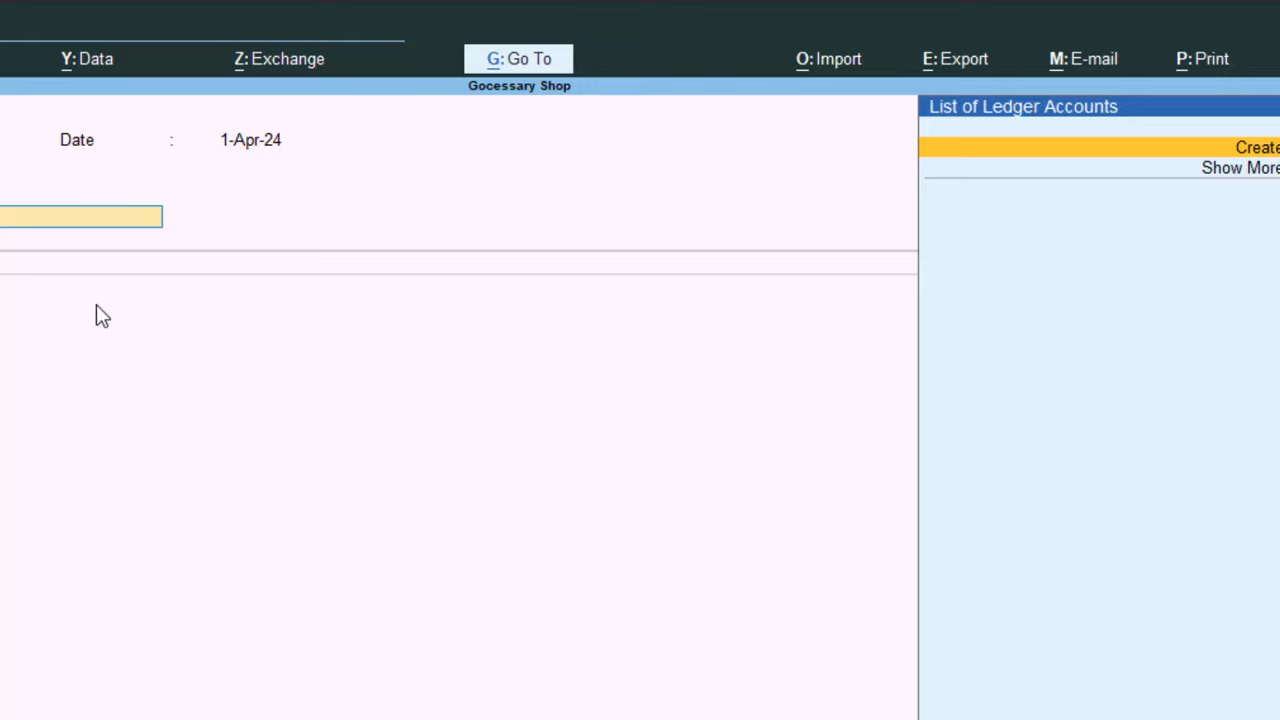 Y: Data Z: Exchange G: Go To O: Import E: Export M: E-mail P: Print
Gocessary Shop
List of Ledger Accounts
Date : 1-Apr-24
Create
Show More